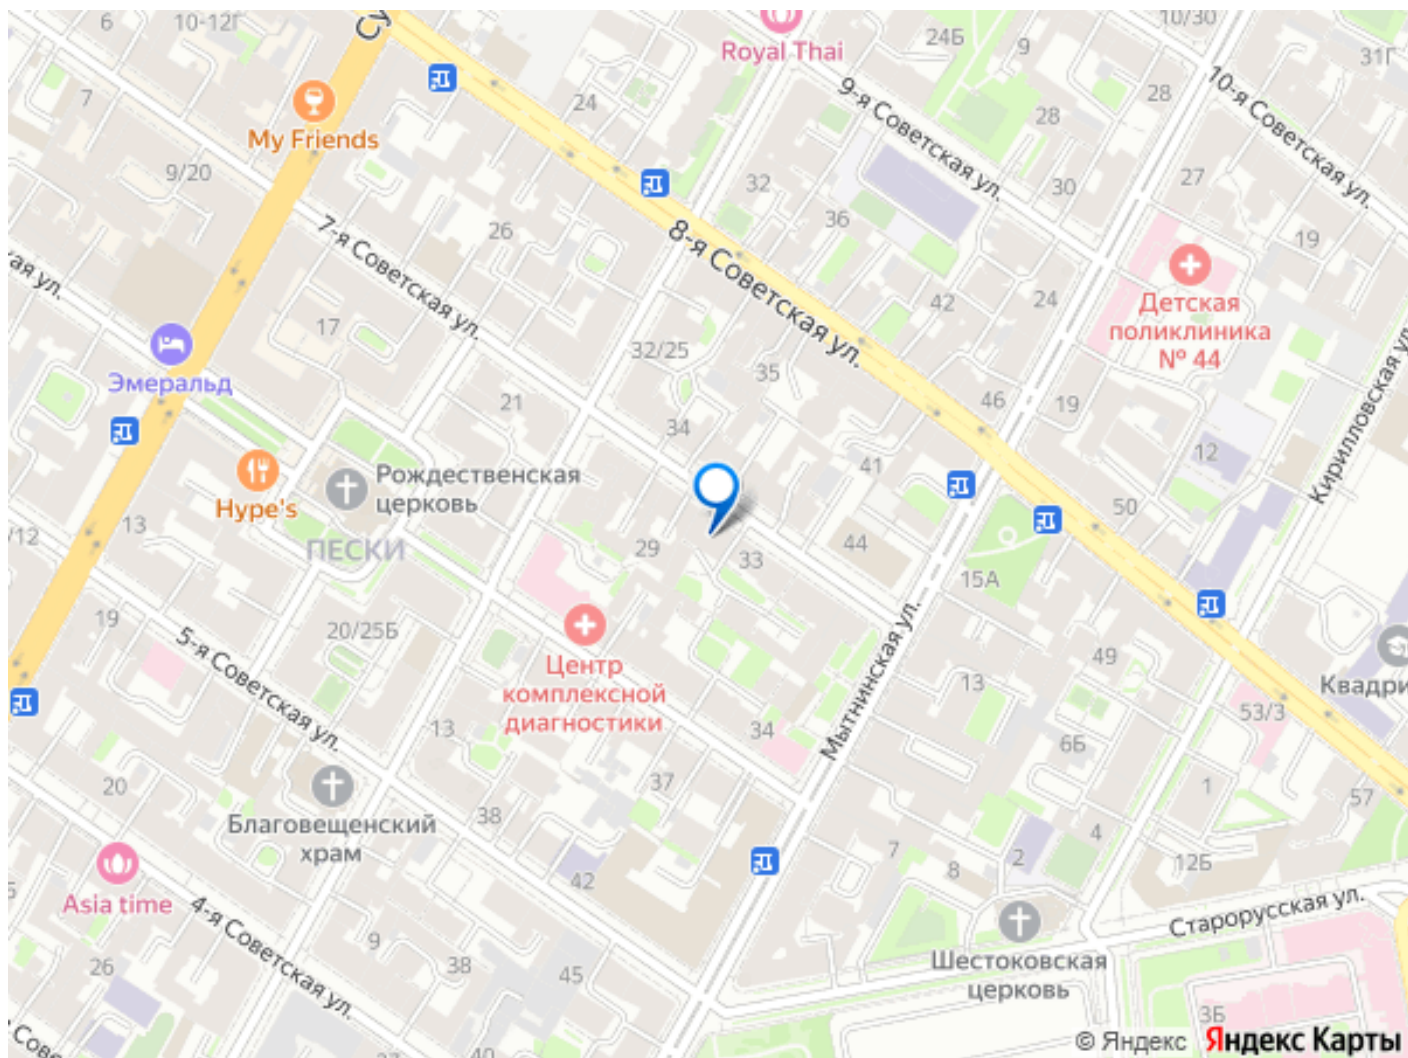 6
10-12Г
Су
Royal Thai
24Б
9
10/30
31Г
7
My Friends
24
9-я Советская ул.
28
28
10-я Советская ул.
9/20
32
36
30
27
26
7-я Советская ул.
8-я Советская ул.
19
ая ул.
42
24
Детская
поликлиника
№ 44
17
Эмеральд
32/25
35
46
19
Кирилловская ул.
21
34
41
12
Рождественская
церковь
Hype's
13
/12
ПЕСКИ
29
33
44
50
15А
19
20/25Б
5-я Советская ул.
Центр
комплексной
диагностики
Мытнинская ул.
49
13
Квадри
53/3
13
34
6Б
37
1
57
20
Благовещенский
храм
38
4
7
8
2
12Б
42
Asia time
4-я Советская ул.
Старорусская ул.
9
38
45
26
Шестоковская
церковь
3Б
Сов
40
© Яндекс
Яндекс Карты